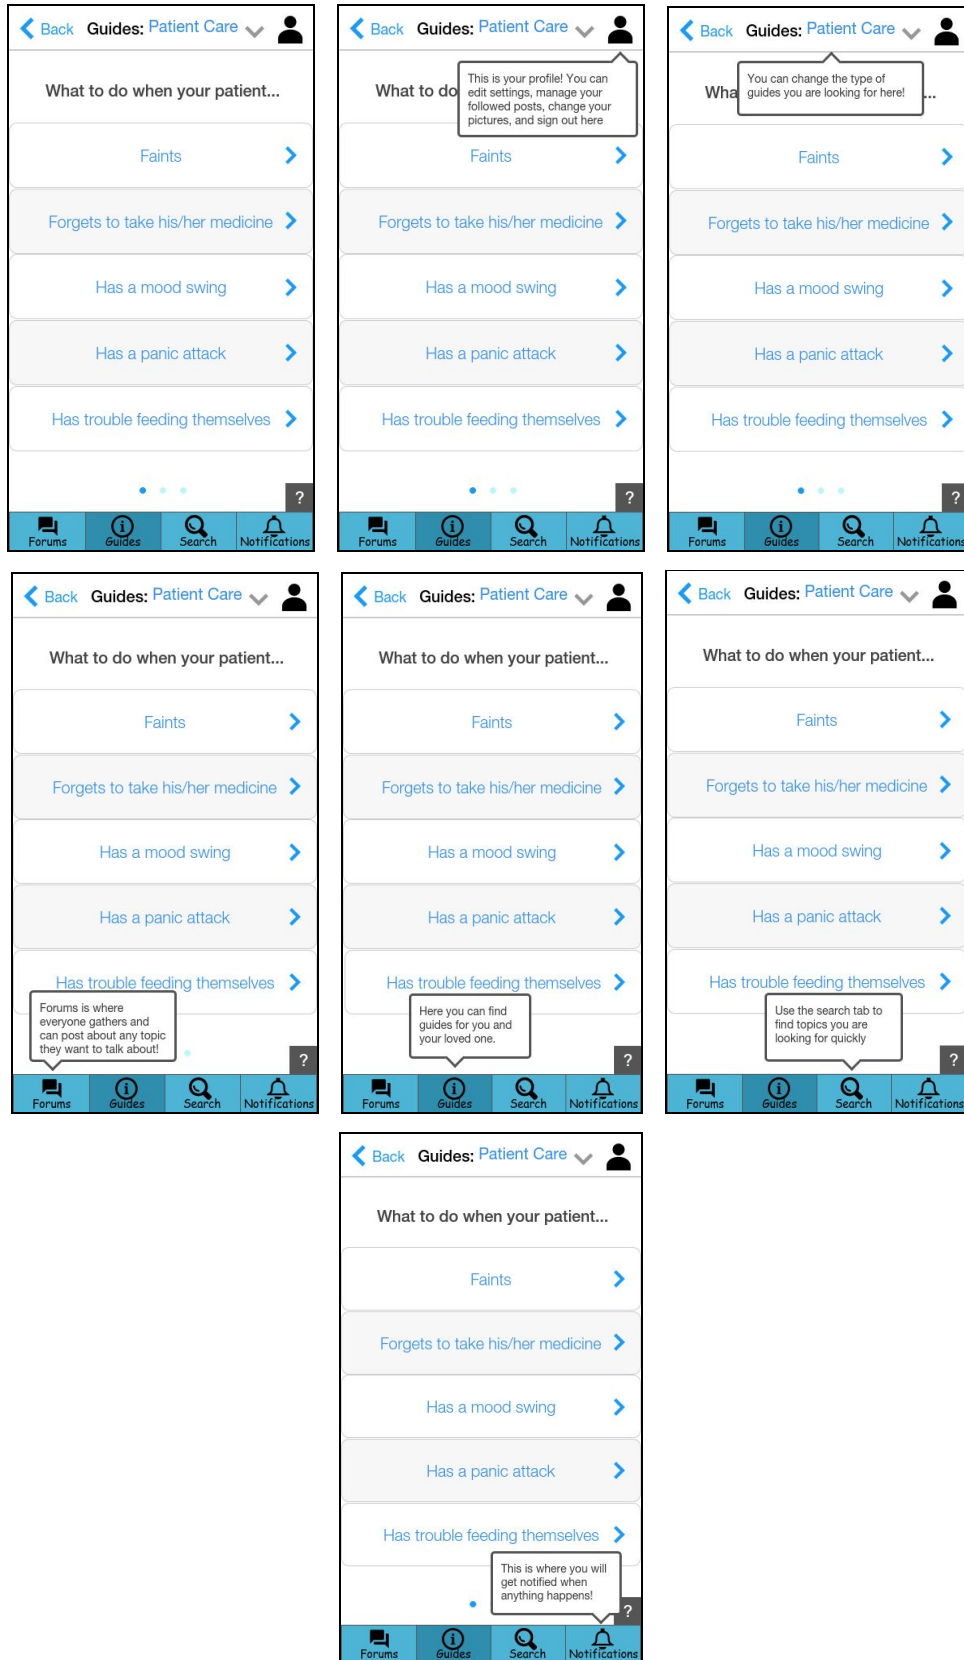 Back Guides: Patient Care
What to do when your patient...
Faints
Forgets to take his/her medicine
Has a mood swing
Has a panic attack
Has trouble feeding themselves
?
Forums Guides Search Notifications
Back Guides: Patient Care
What to do
This is your profile! You can
edit settings, manage your
followed posts, change your
pictures, and sign out here
Faints
Forgets to take his/her medicine
Has a mood swing
Has a panic attack
Has trouble feeding themselves
?
Forums Guides Search Notifications
Back Guides: Patient Care
You can change the type of
guides you are looking for here!
Wha ...
Faints
Forgets to take his/her medicine
Has a mood swing
Has a panic attack
Has trouble feeding themselves
?
Forums Guides Search Notifications
Back Guides: Patient Care
What to do when your patient...
Faints
Forgets to take his/her medicine
Has a mood swing
Has a panic attack
Has trouble feeding themselves
Forums is where
everyone gathers and
can post about any topic
they want to talk about!
?
Forums Guides Search Notifications
Back Guides: Patient Care
What to do when your patient...
Faints
Forgets to take his/her medicine
Has a mood swing
Has a panic attack
Has trouble feeding themselves
Here you can find
guides for you and
your loved one.
?
Forums Guides Search Notifications
Back Guides: Patient Care
What to do when your patient...
Faints
Forgets to take his/her medicine
Has a mood swing
Has a panic attack
Has trouble feeding themselves
Use the search tab to
find topics you are
looking for quickly
?
Forums Guides Search Notifications
Back Guides: Patient Care
What to do when your patient...
Faints
Forgets to take his/her medicine
Has a mood swing
Has a panic attack
Has trouble feeding themselves
This is where you will
get notified when
anything happens!
?
Forums Guides Search Notifications